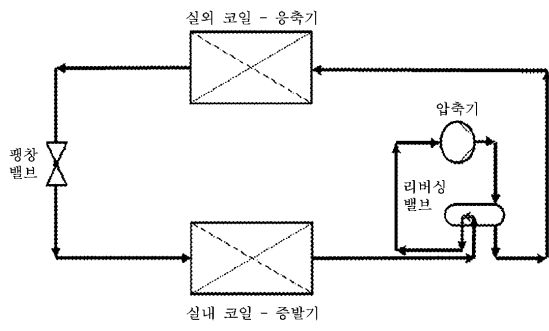 실외 코일 - 응축기
압축기
팽창
밸브
리버싱
밸브
실내 코일 - 증발기